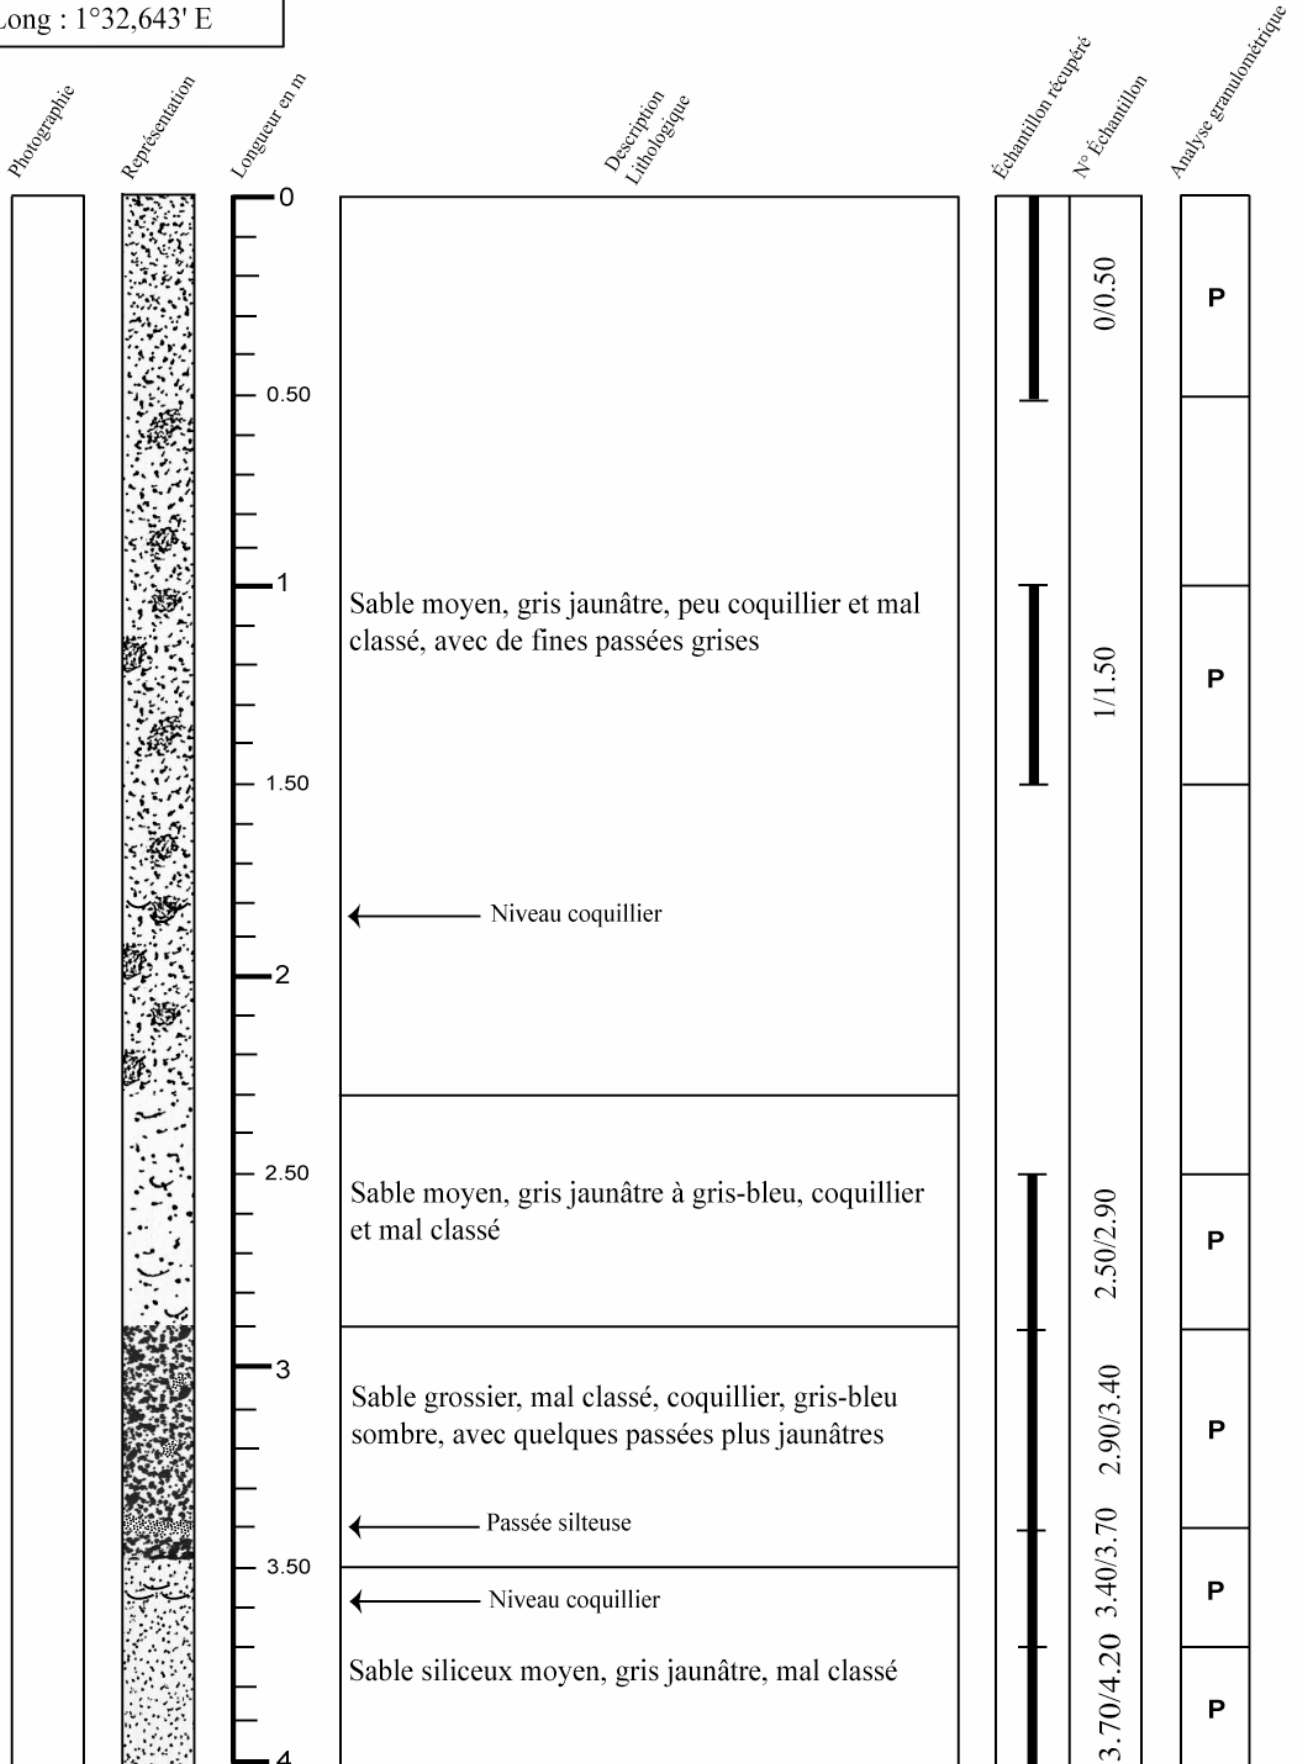 Long : 1°32,643' E
Photographie
Représentation
Longueur en m
Description
Lithologique
Échantillon récupéré
N° Échantillon
Analyse granulométrique
0
0/0.50
P
0.50
1
Sable moyen, gris jaunâtre, peu coquillier et mal
classé, avec de fines passées grises
1/1.50
P
1.50
Niveau coquillier
2
2.50
Sable moyen, gris jaunâtre à gris-bleu, coquillier
et mal classé
2.50/2.90
P
3
Sable grossier, mal classé, coquillier, gris-bleu
sombre, avec quelques passées plus jaunâtres
2.90/3.40
P
Passée silteuse
3.50
Niveau coquillier
3.40/3.70
P
Sable siliceux moyen, gris jaunâtre, mal classé
3.70/4.20
P
4